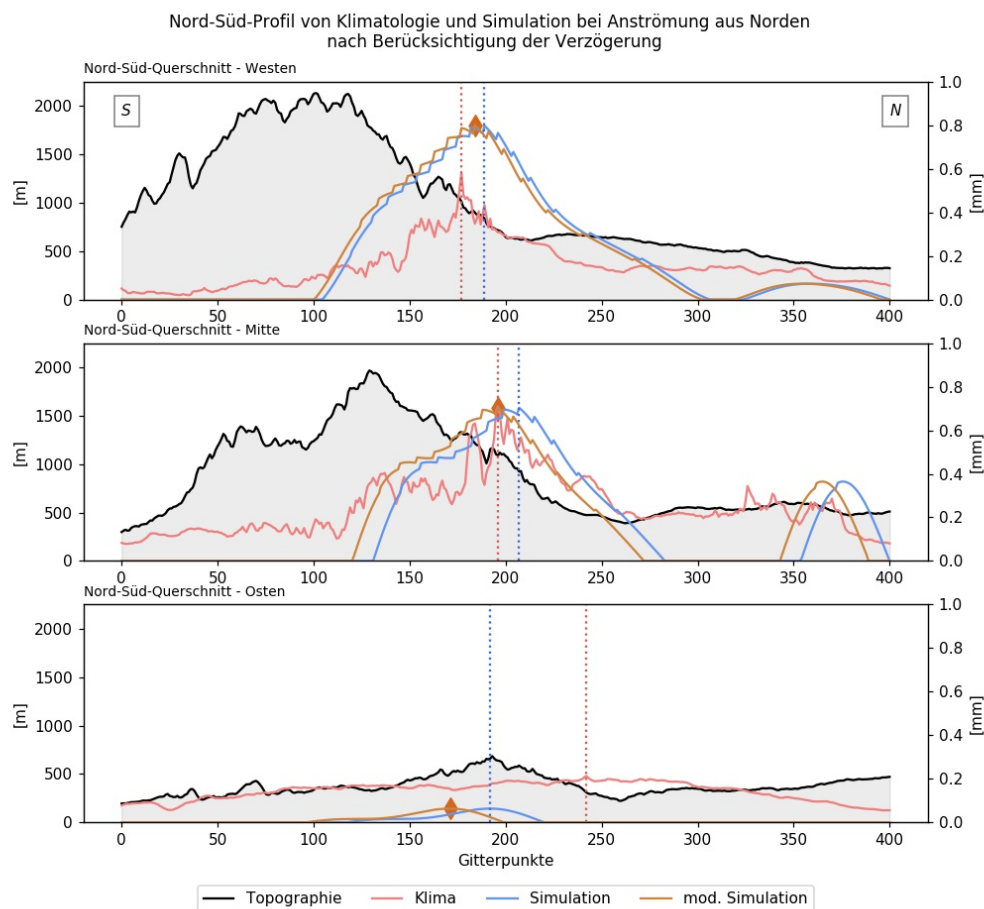 Nord-Süd-Profil von Klimatologie und Simulation bei Anströmung aus Norden
nach Berücksichtigung der Verzögerung
Nord-Süd-Querschnitt - Westen
S
N
2000
1500
1000
500
0
[m]
1.0
0.8
0.6
0.4
0.2
0.0
[mm]
0 50 100 150 200 250 300 350 400
Nord-Süd-Querschnitt - Mitte
2000
1500
1000
500
0
[m]
1.0
0.8
0.6
0.4
0.2
0.0
[mm]
0 50 100 150 200 250 300 350 400
Nord-Süd-Querschnitt - Osten
2000
1500
1000
500
0
[m]
1.0
0.8
0.6
0.4
0.2
0.0
[mm]
0 50 100 150 200 250 300 350 400
Gitterpunkte
Topographie Klima Simulation mod. Simulation